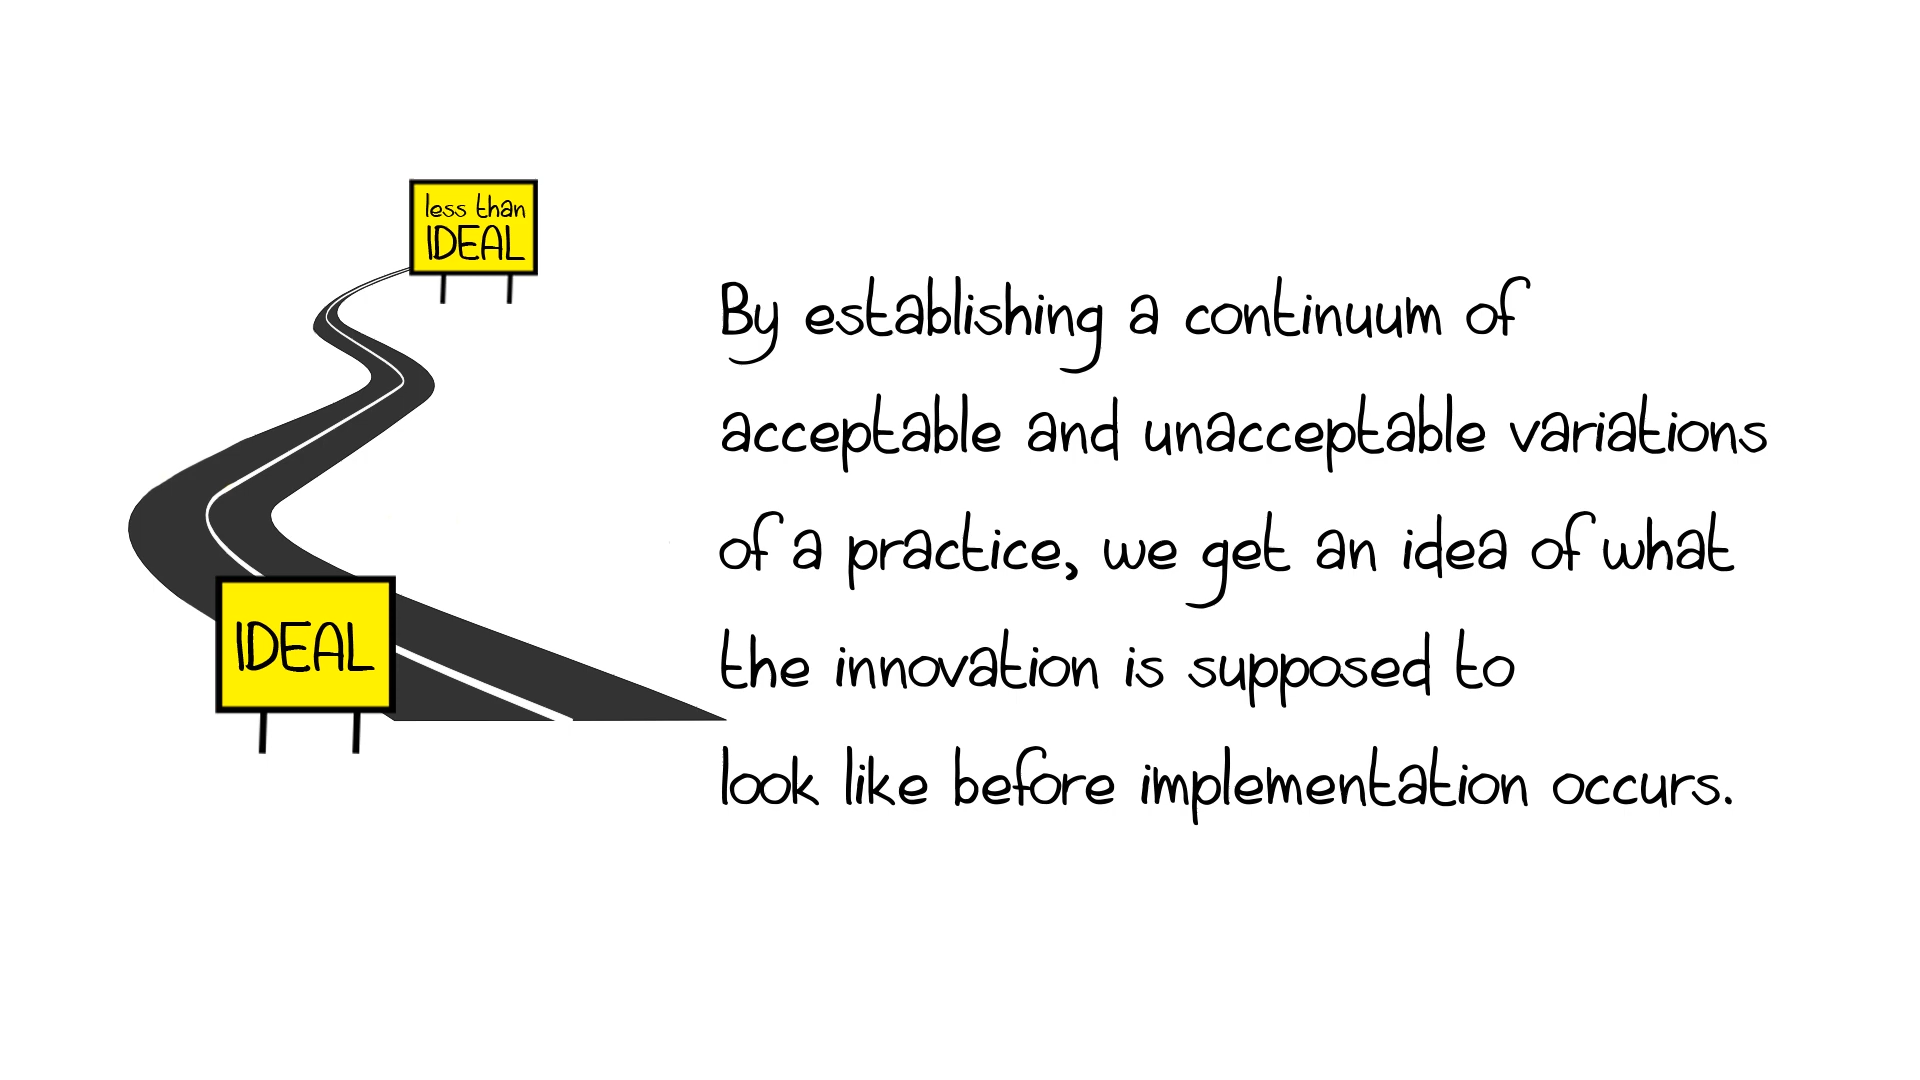 less than
IDEAL
IDEAL
By establishing a continuum of
acceptable and unacceptable variations
of a practice, we get an idea of what
the innovation is supposed to
look like before implementation occurs.